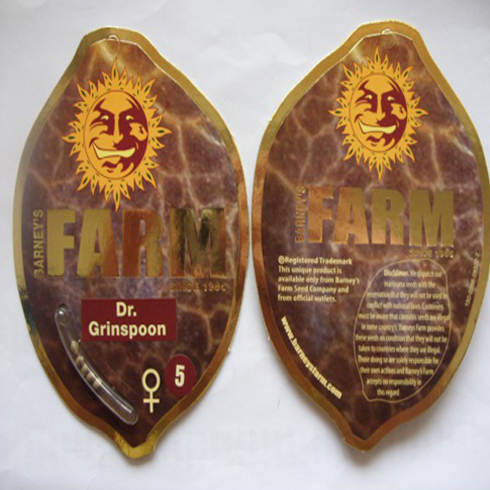 BARNEY'S
FARM
SINCE 1986
Dr.
Grinspoon
♀
5
BARNEY'S
FARM
SINCE 1986
®Registered Trademark
This unique product is
available only from Barney's
Farm Seed Company and
from official outlets.
www.barneysfarm.com
Disclaimer: We dispatch our
marijuana seeds with the
reservation that they will not be used in
conflict with national laws. Customers
must be aware that cannabis seeds are illegal
in some country's. Barney's Farm provides
these seeds on condition that they will not be
taken to countries where they are illegal.
Those doing so are solely responsible for
their own actions and Barney's Farm
accepts no responsibility in
this regard